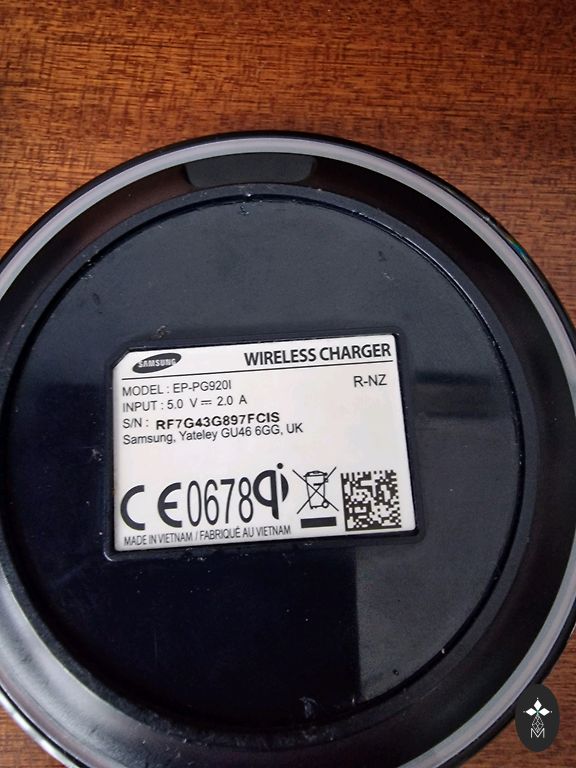 SAMSUNG
WIRELESS CHARGER
MODEL : EP-PG920I
R-NZ
INPUT : 5.0 V ⎓ 2.0 A
S/N : RF7G43G897FCIS
Samsung, Yateley GU46 6GG, UK
CE0678 qi
MADE IN VIETNAM / FABRIQUÉ AU VIETNAM
M